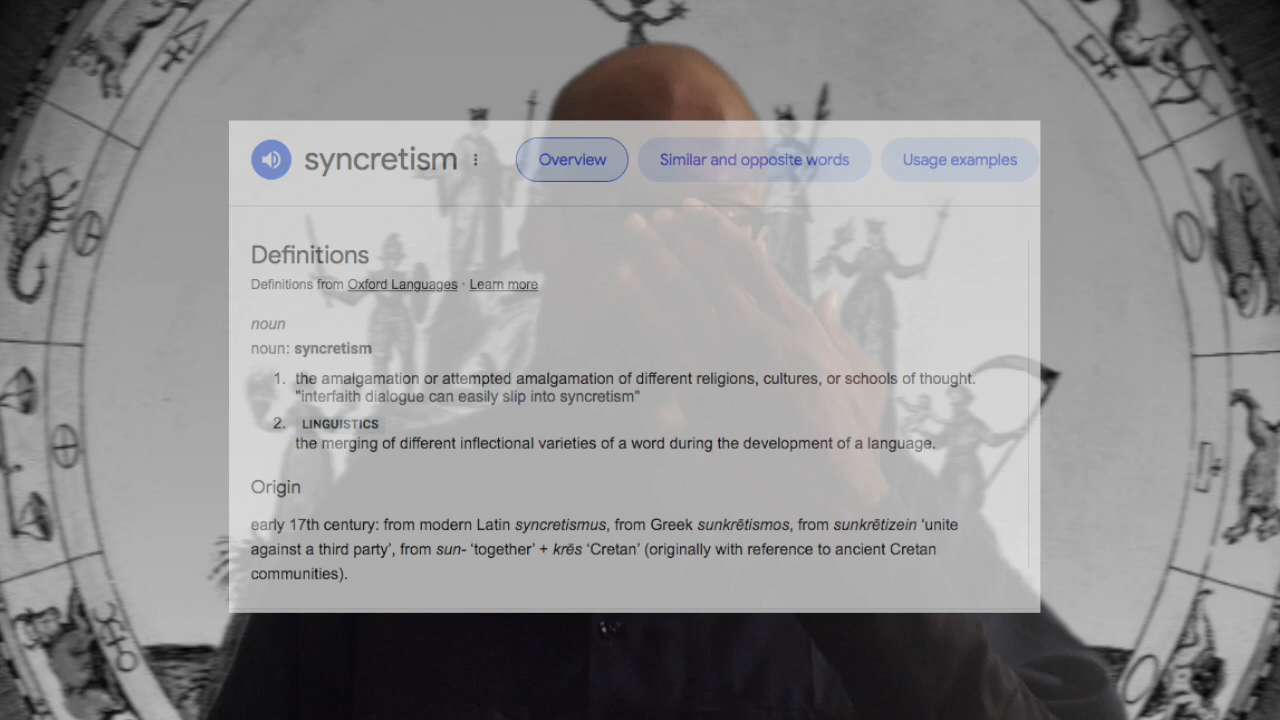 syncretism
Overview
Similar and opposite words
Usage examples
Definitions
Definitions from Oxford Languages · Learn more
noun
noun: syncretism
1. the amalgamation or attempted amalgamation of different religions, cultures, or schools of thought.
"interfaith dialogue can easily slip into syncretism"
2. LINGUISTICS
the merging of different inflectional varieties of a word during the development of a language.
Origin
early 17th century: from modern Latin syncretismus, from Greek sunkrētismos, from sunkrētizein ‘unite
against a third party’, from sun- ‘together’ + krēs ‘Cretan’ (originally with reference to ancient Cretan
communities).